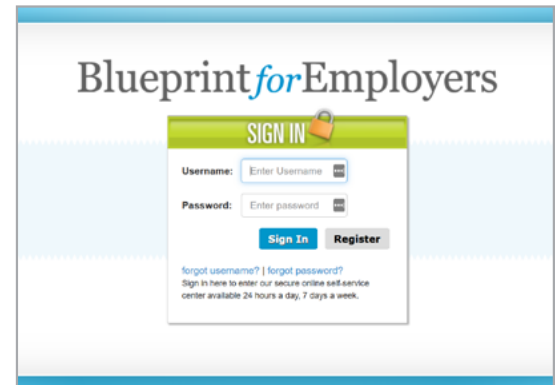 BlueprintforEmployers
SIGN IN
Username: Enter Username
Password: Enter password
Sign In Register
forgot username? | forgot password?
Sign in here to enter our secure online self-service
center available 24 hours a day, 7 days a week.